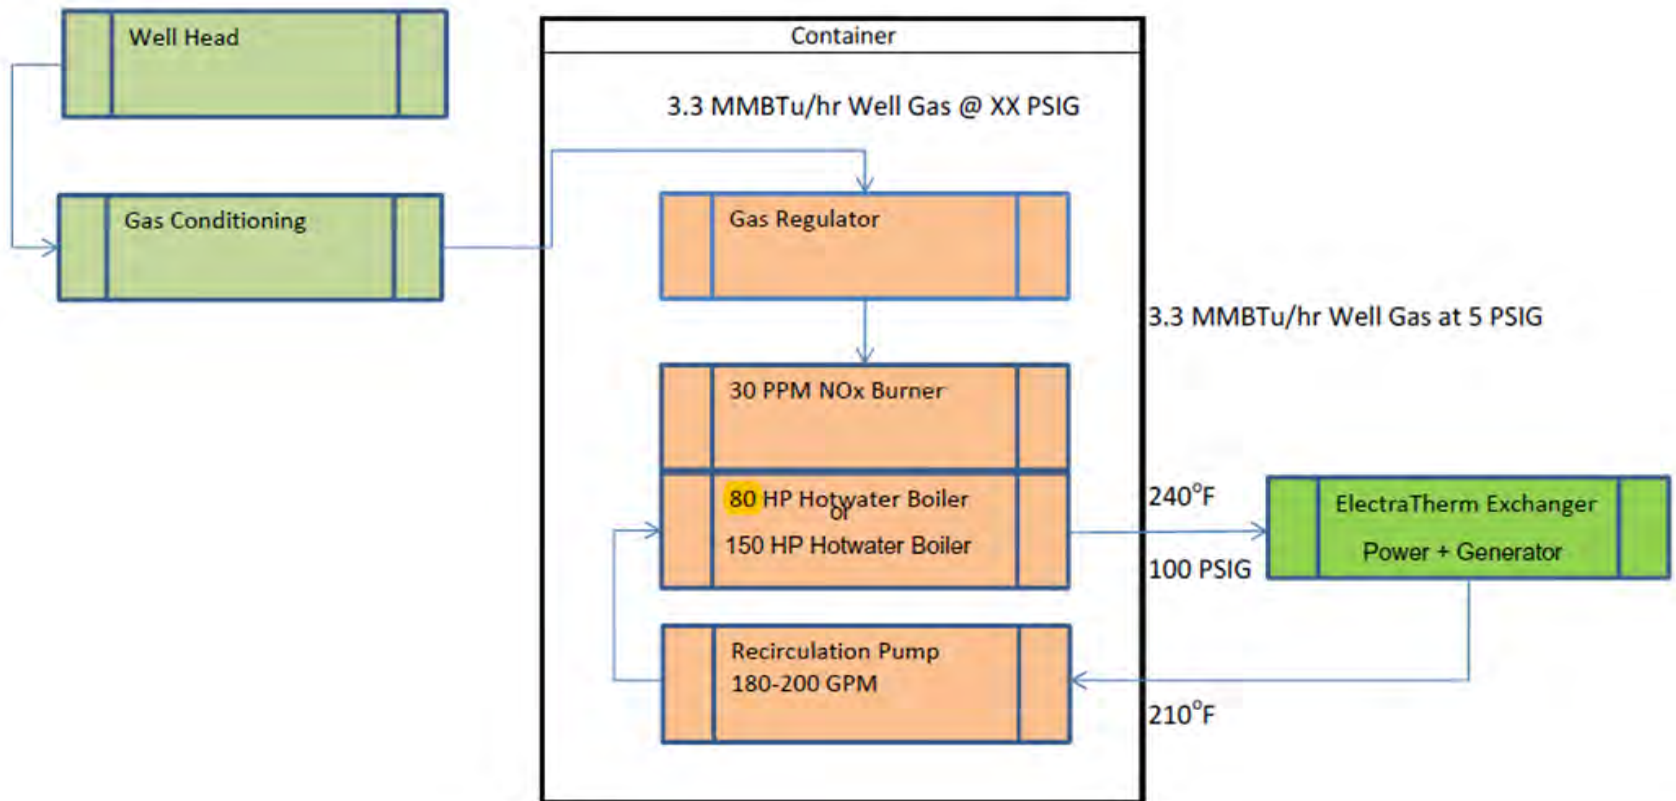 Well Head
Container
3.3 MMBTu/hr Well Gas @ XX PSIG
Gas Conditioning
Gas Regulator
3.3 MMBTu/hr Well Gas at 5 PSIG
30 PPM NOx Burner
80 HP Hotwater Boiler
or
150 HP Hotwater Boiler
240°F
100 PSIG
ElectraTherm Exchanger
Power + Generator
Recirculation Pump
180-200 GPM
210°F